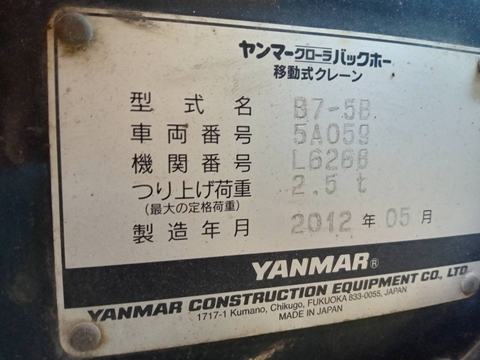 ヤンマークローラバックホー
移動式クレーン
型式名 B7-5B
車両番号 5A059
機関番号 L6268
つり上げ荷重 2.5 t
(最大の定格荷重)
製造年月 2012 年 05 月
YANMAR®
YANMAR CONSTRUCTION EQUIPMENT CO., LTD
1717-1 Kumano, Chikugo, FUKUOKA 833-0055, JAPAN
MADE IN JAPAN